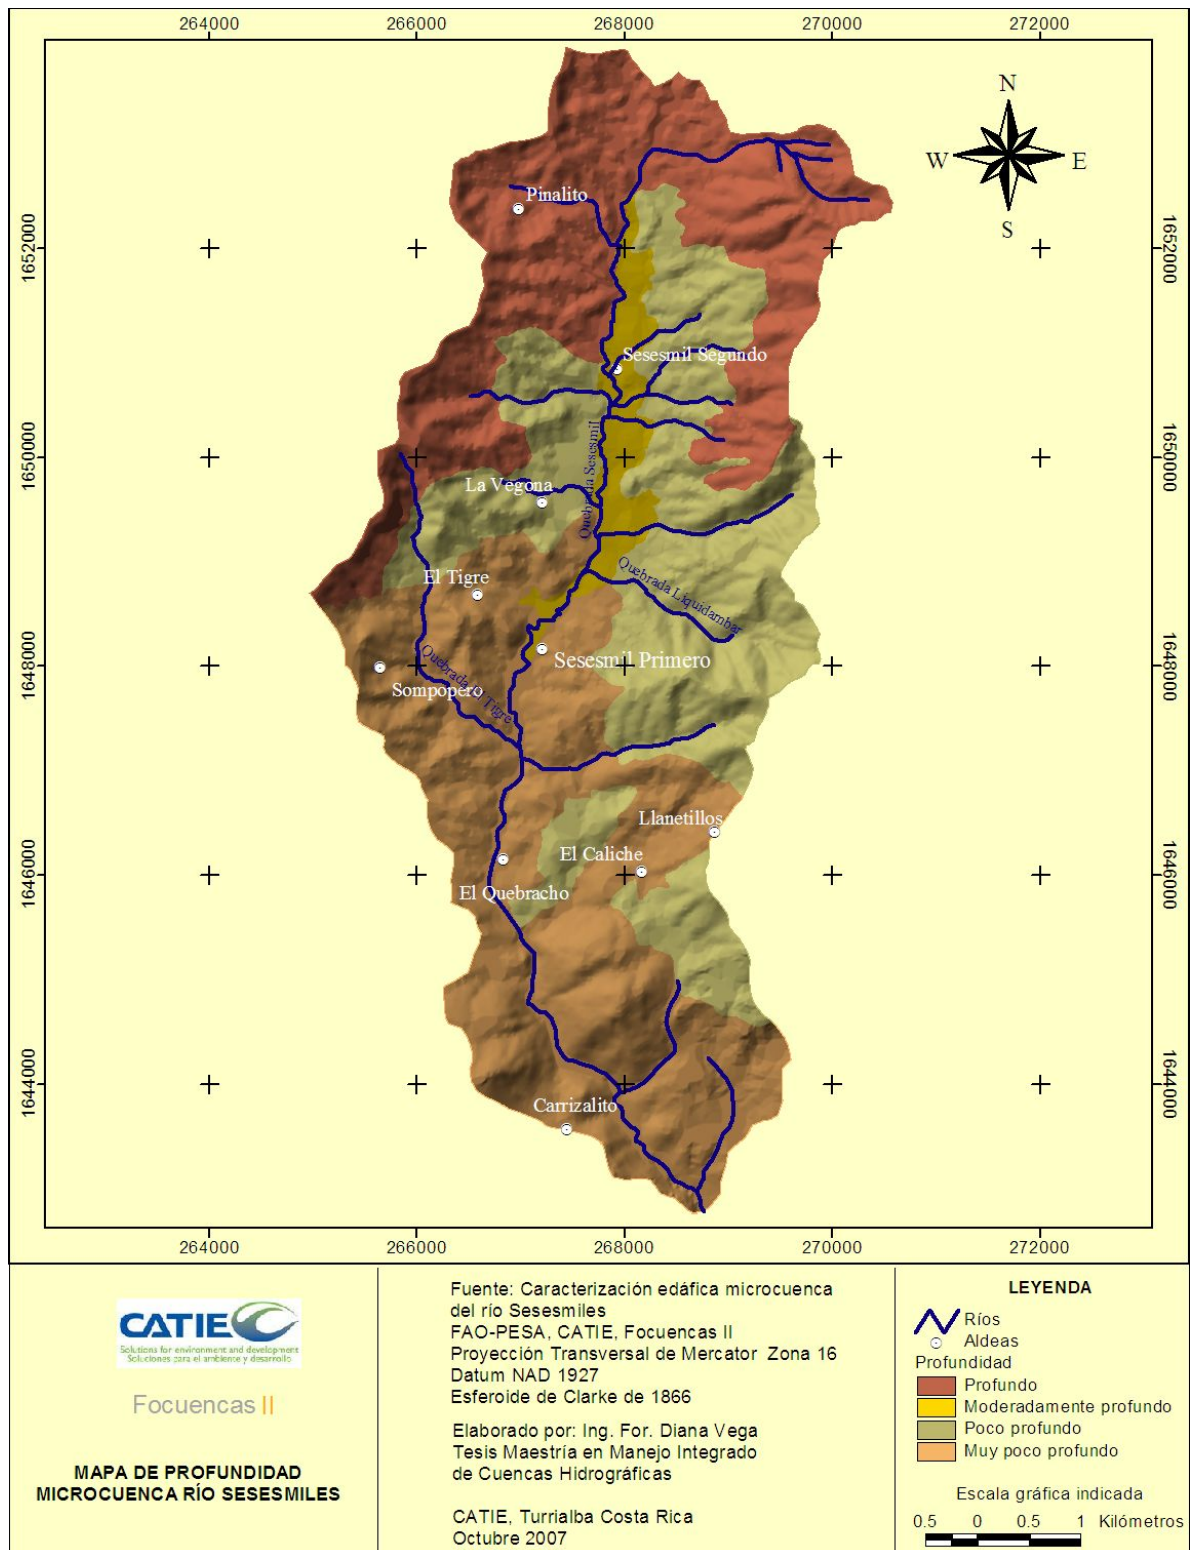 264000 266000 268000 270000 272000
N
W E
S
Pinalito
1652000 1652000
Sesesmil Segundo
Quebrada Sesesmil
1650000 1650000
La Vegona
El Tigre
Quebrada Liquidambar
1648000 1648000
Sesesmil Primero
Quebrada El Tigre
Sompopero
Llanetillos
El Caliche
1646000 1646000
El Quebracho
1644000 1644000
Carrizalito
264000 266000 268000 270000 272000
CATIE
Solutions for environment and development
Soluciones para el ambiente y desarrollo
Focuencas II
MAPA DE PROFUNDIDAD
MICROCUENCA RÍO SESESMILES
Fuente: Caracterización edáfica microcuenca
del río Sesesmiles
FAO-PESA, CATIE, Focuencas II
Proyección Transversal de Mercator Zona 16
Datum NAD 1927
Esferoide de Clarke de 1866
Elaborado por: Ing. For. Diana Vega
Tesis Maestría en Manejo Integrado
de Cuencas Hidrográficas
CATIE, Turrialba Costa Rica
Octubre 2007
LEYENDA
Ríos
Aldeas
Profundidad
Profundo
Moderadamente profundo
Poco profundo
Muy poco profundo
Escala gráfica indicada
0.5 0 0.5 1 Kilómetros